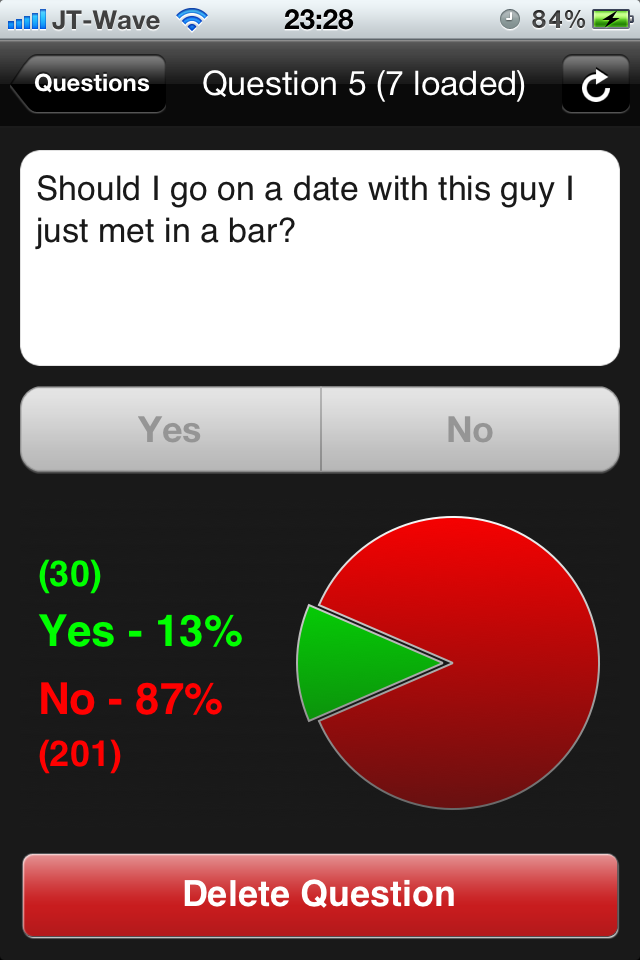 JT-Wave 23:28 84%
Questions Question 5 (7 loaded)
Should I go on a date with this guy I
just met in a bar?
Yes No
(30)
Yes - 13%
No - 87%
(201)
Delete Question